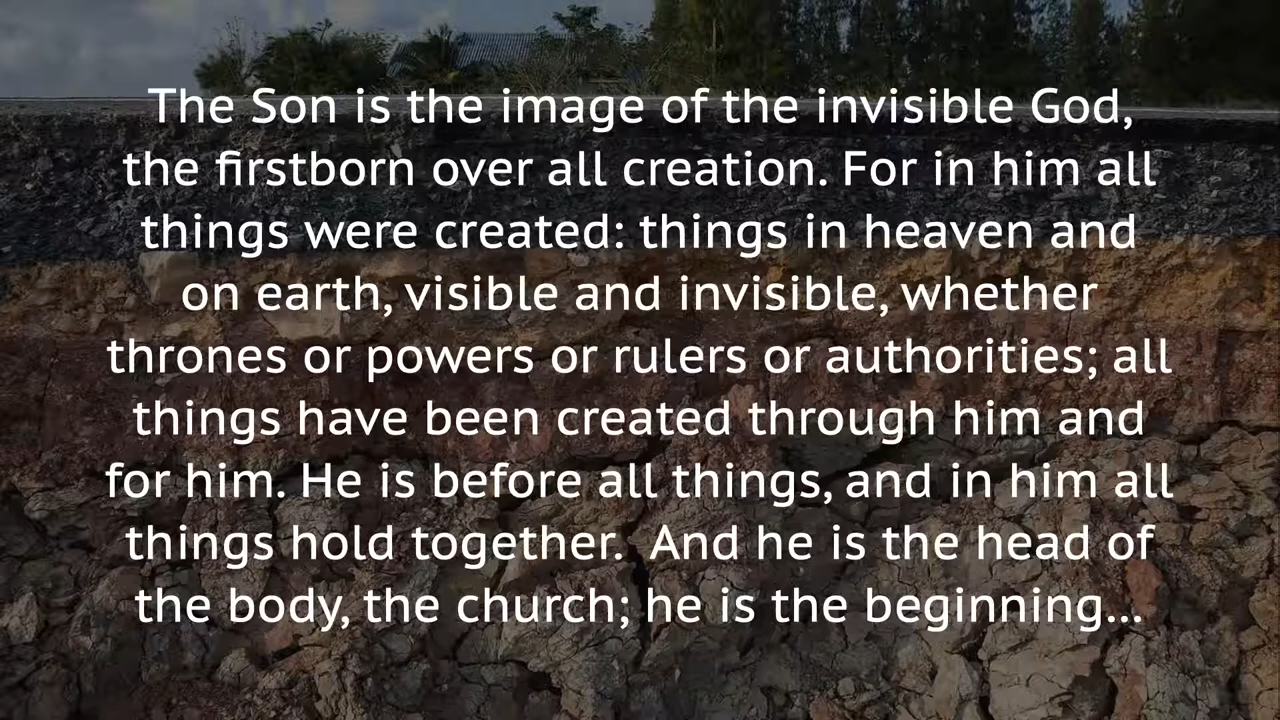 The Son is the image of the invisible God,
the firstborn over all creation. For in him all
things were created: things in heaven and
on earth, visible and invisible, whether
thrones or powers or rulers or authorities; all
things have been created through him and
for him. He is before all things, and in him all
things hold together.  And he is the head of
the body, the church; he is the beginning...